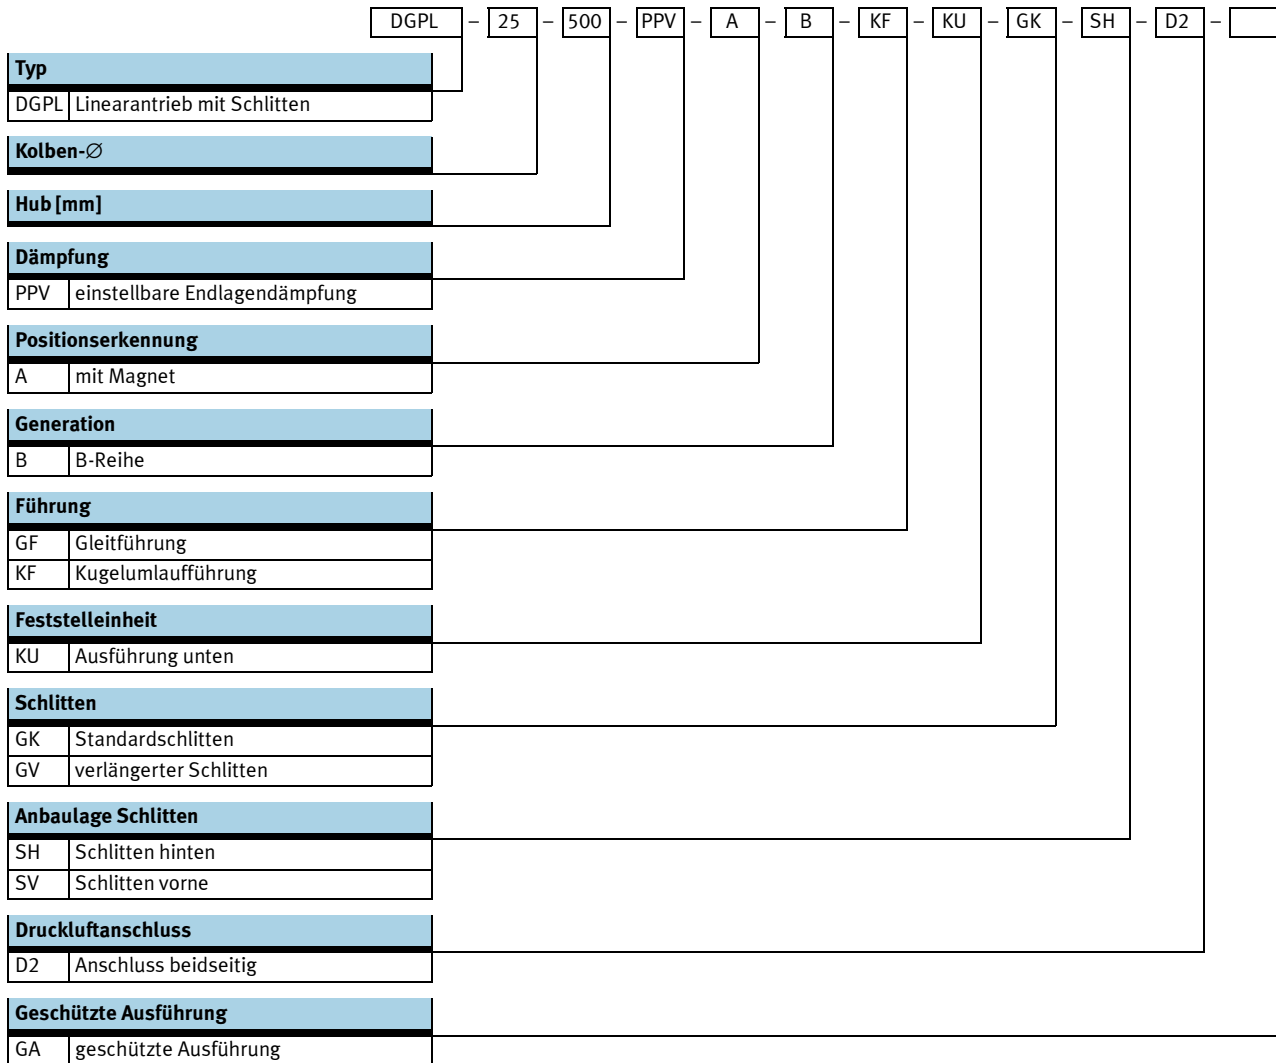 DGPL – 25 – 500 – PPV – A – B – KF – KU – GK – SH – D2 –
Typ
DGPL Linearantrieb mit Schlitten
Kolben-∅
Hub [mm]
Dämpfung
PPV einstellbare Endlagendämpfung
Positionserkennung
A mit Magnet
Generation
B B-Reihe
Führung
GF Gleitführung
KF Kugelumlaufführung
Feststelleinheit
KU Ausführung unten
Schlitten
GK Standardschlitten
GV verlängerter Schlitten
Anbaulage Schlitten
SH Schlitten hinten
SV Schlitten vorne
Druckluftanschluss
D2 Anschluss beidseitig
Geschützte Ausführung
GA geschützte Ausführung